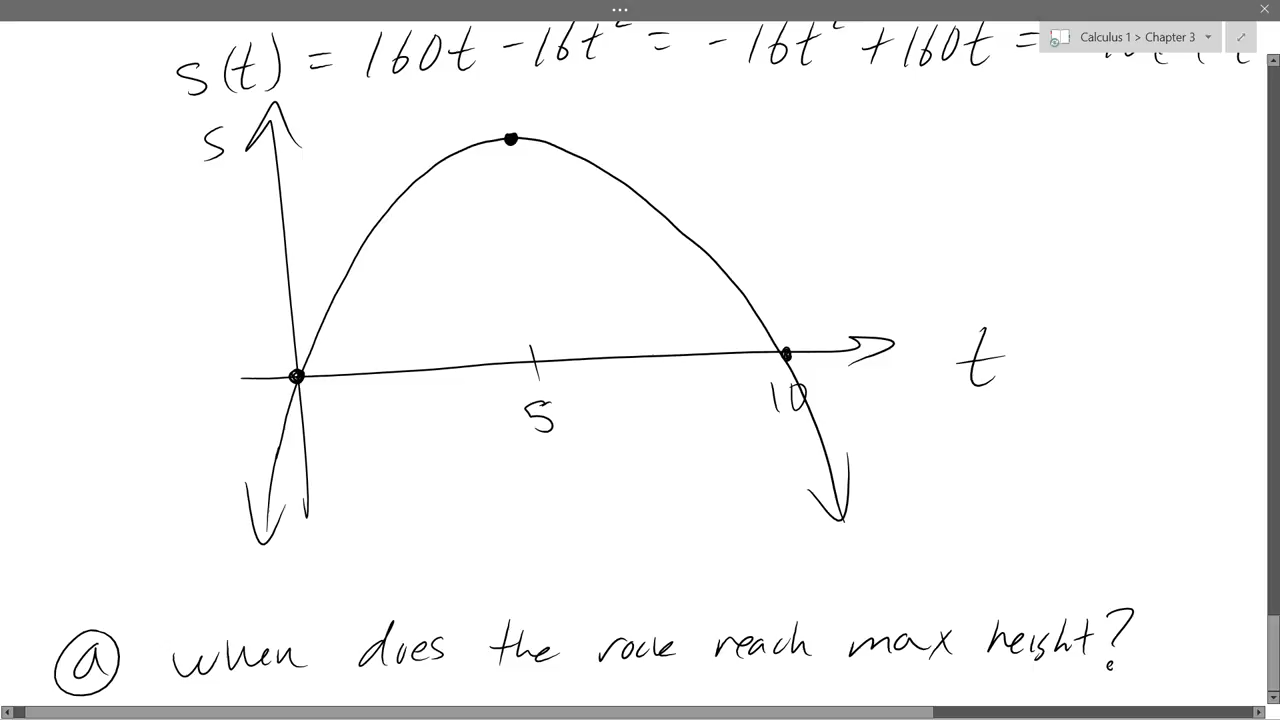 Calculus 1 > Chapter 3
s(t) = 160t - 16t² = -16t² + 160t =
s
t
5
10
(a) when does the rock reach max height?